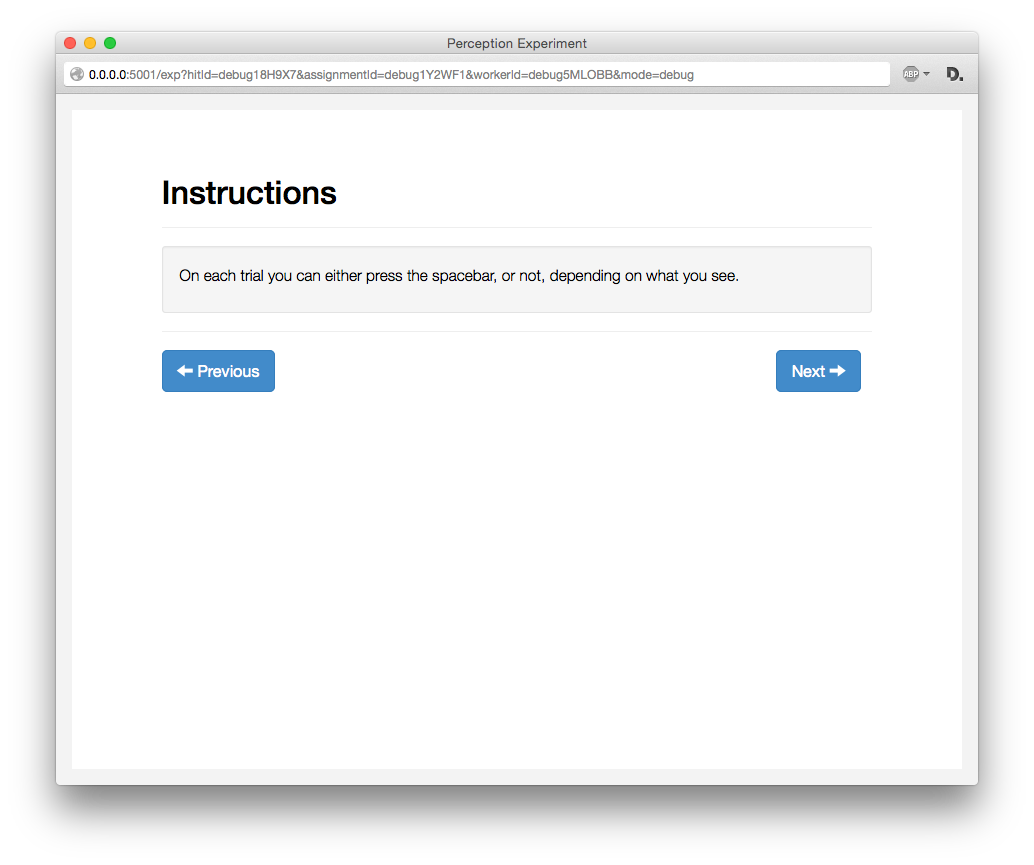 Perception Experiment
0.0.0.0:5001/exp?hitId=debug18H9X7&assignmentId=debug1Y2WF1&workerId=debug5MLOBB&mode=debug
ABP
D.
Instructions
On each trial you can either press the spacebar, or not, depending on what you see.
Previous
Next